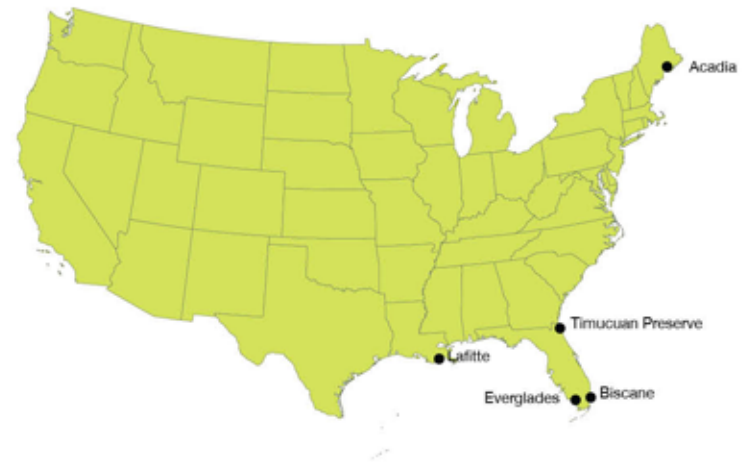 Acadia
Timucuan Preserve
Lafitte
Everglades
Biscane